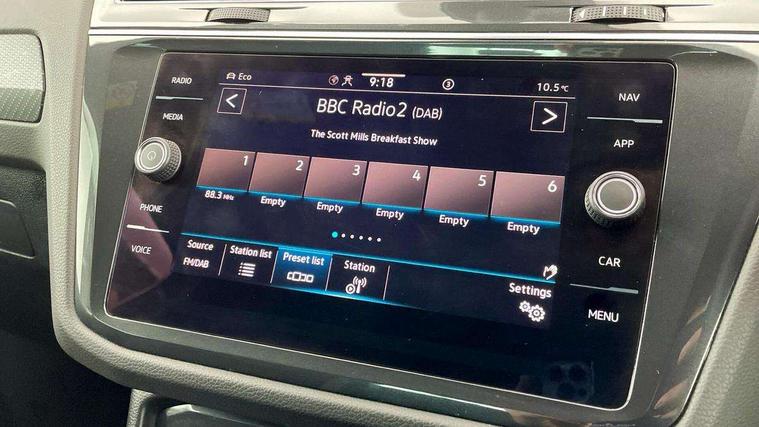 RADIO
MEDIA
PHONE
VOICE
Eco
9:18
3
10.5°C
< BBC Radio2 (DAB) >
The Scott Mills Breakfast Show
1 2 3 4 5 6
88.3 MHz Empty Empty Empty Empty Empty
Source Station list Preset list Station
FM/DAB
Settings
NAV
APP
CAR
MENU